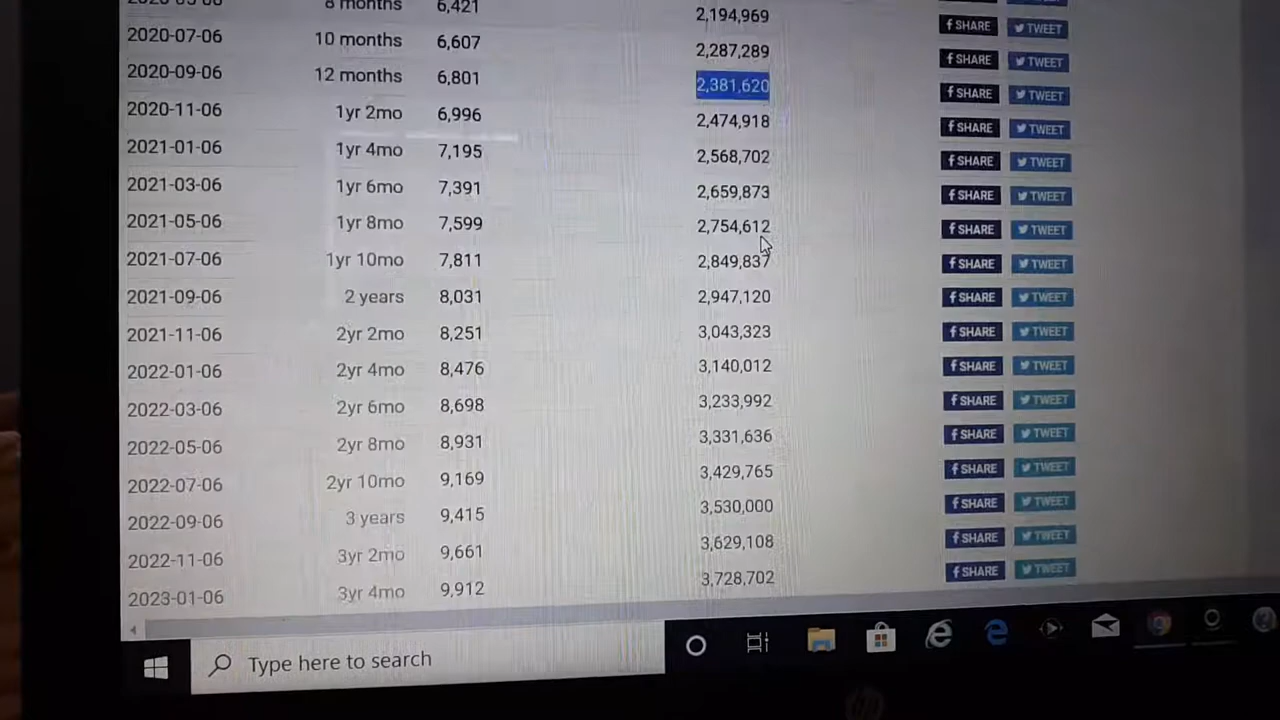 8 months 6,421 2,194,969
2020-07-06 10 months 6,607 2,287,289 SHARE TWEET
2020-09-06 12 months 6,801 2,381,620 SHARE TWEET
2020-11-06 1yr 2mo 6,996 2,474,918 SHARE TWEET
2021-01-06 1yr 4mo 7,195 2,568,702 SHARE TWEET
2021-03-06 1yr 6mo 7,391 2,659,873 SHARE TWEET
2021-05-06 1yr 8mo 7,599 2,754,612 SHARE TWEET
2021-07-06 1yr 10mo 7,811 2,849,837 SHARE TWEET
2021-09-06 2 years 8,031 2,947,120 SHARE TWEET
2021-11-06 2yr 2mo 8,251 3,043,323 SHARE TWEET
2022-01-06 2yr 4mo 8,476 3,140,012 SHARE TWEET
2022-03-06 2yr 6mo 8,698 3,233,992 SHARE TWEET
2022-05-06 2yr 8mo 8,931 3,331,636 SHARE TWEET
2022-07-06 2yr 10mo 9,169 3,429,765 SHARE TWEET
2022-09-06 3 years 9,415 3,530,000 SHARE TWEET
2022-11-06 3yr 2mo 9,661 3,629,108 SHARE TWEET
2023-01-06 3yr 4mo 9,912 3,728,702 SHARE TWEET
Type here to search
hp